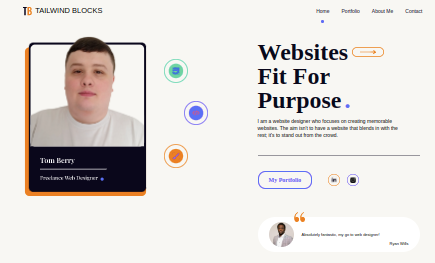 TB TAILWIND BLOCKS
Home Portfolio About Me Contact
Websites
Fit For
Purpose
I am a website designer who focuses on creating memorable
websites. The aim isn't to have a website that blends in with the
rest; it's to stand out from the crowd.
My Portfolio
in
Tom Berry
Freelance Web Designer
“
Absolutely fantastic, my go to web designer!
Ryan Mills